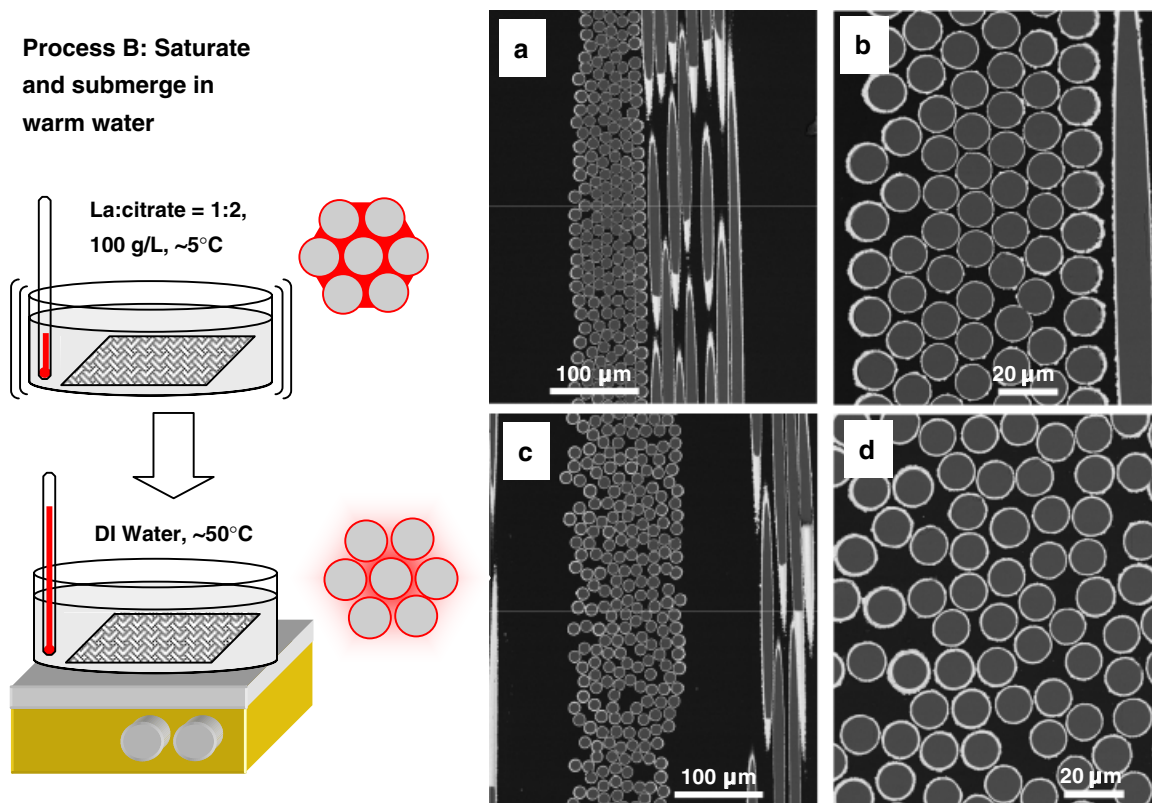 Process B: Saturate
and submerge in
warm water
La:citrate = 1:2,
100 g/L, ~5°C
DI Water, ~50°C
a
100 µm
b
20 µm
c
100 µm
d
20 µm